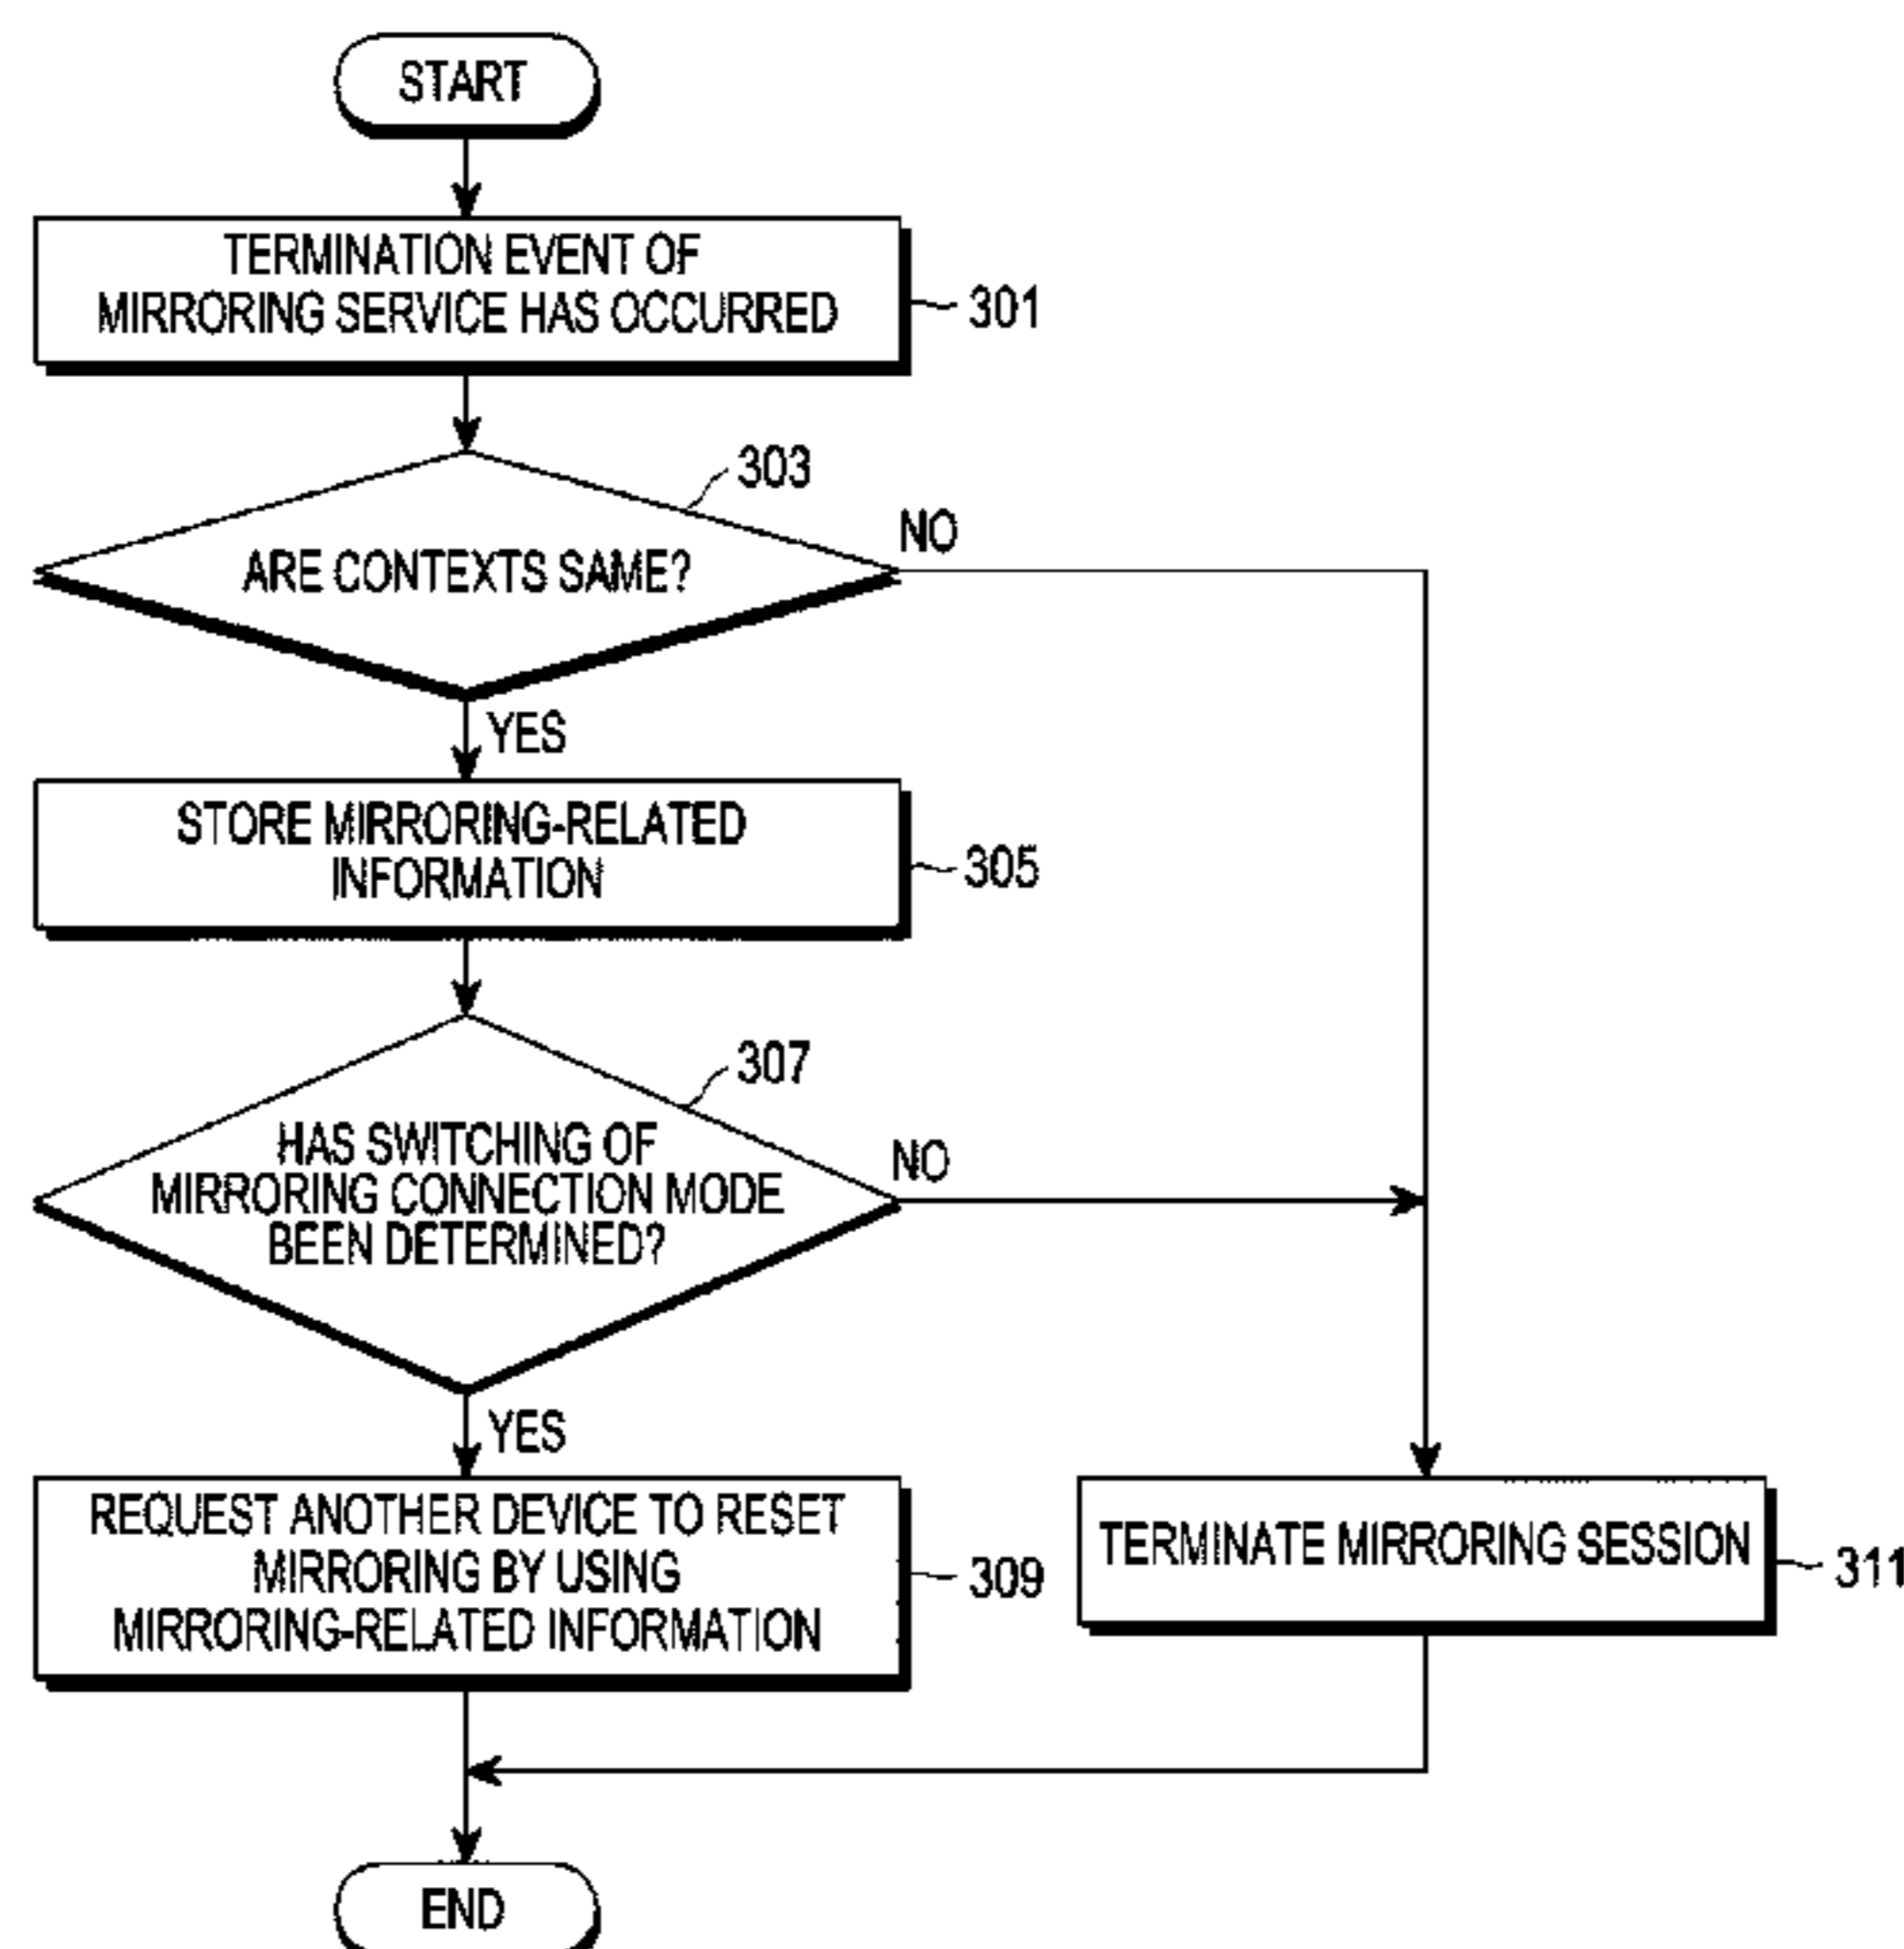 START
TERMINATION EVENT OF
MIRRORING SERVICE HAS OCCURRED
301
303
ARE CONTEXTS SAME?
NO
YES
STORE MIRRORING-RELATED
INFORMATION
305
307
HAS SWITCHING OF
MIRRORING CONNECTION MODE
BEEN DETERMINED?
NO
YES
REQUEST ANOTHER DEVICE TO RESET
MIRRORING BY USING
MIRRORING-RELATED INFORMATION
309
TERMINATE MIRRORING SESSION
311
END